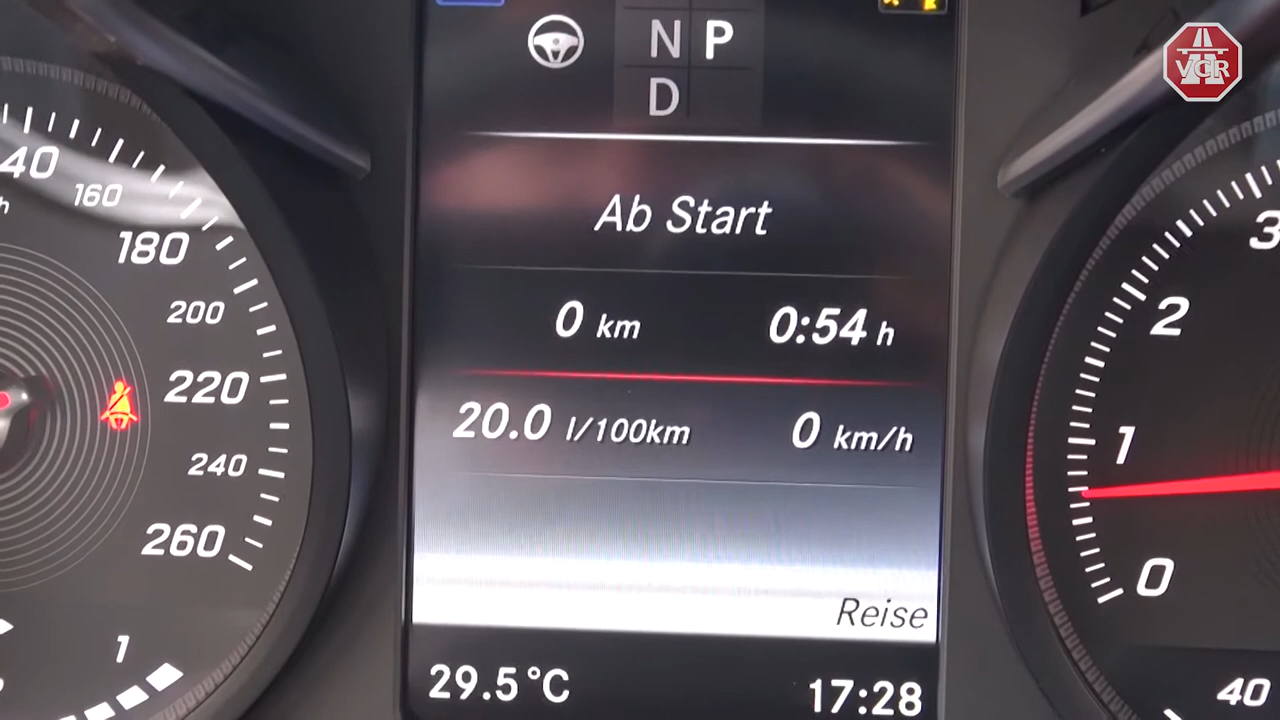 VCR
N P
D
Ab Start
0 km 0:54 h
20.0 l/100km 0 km/h
Reise
29.5°C 17:28
40
160
180
200
220
240
260
1
3
2
1
0
40